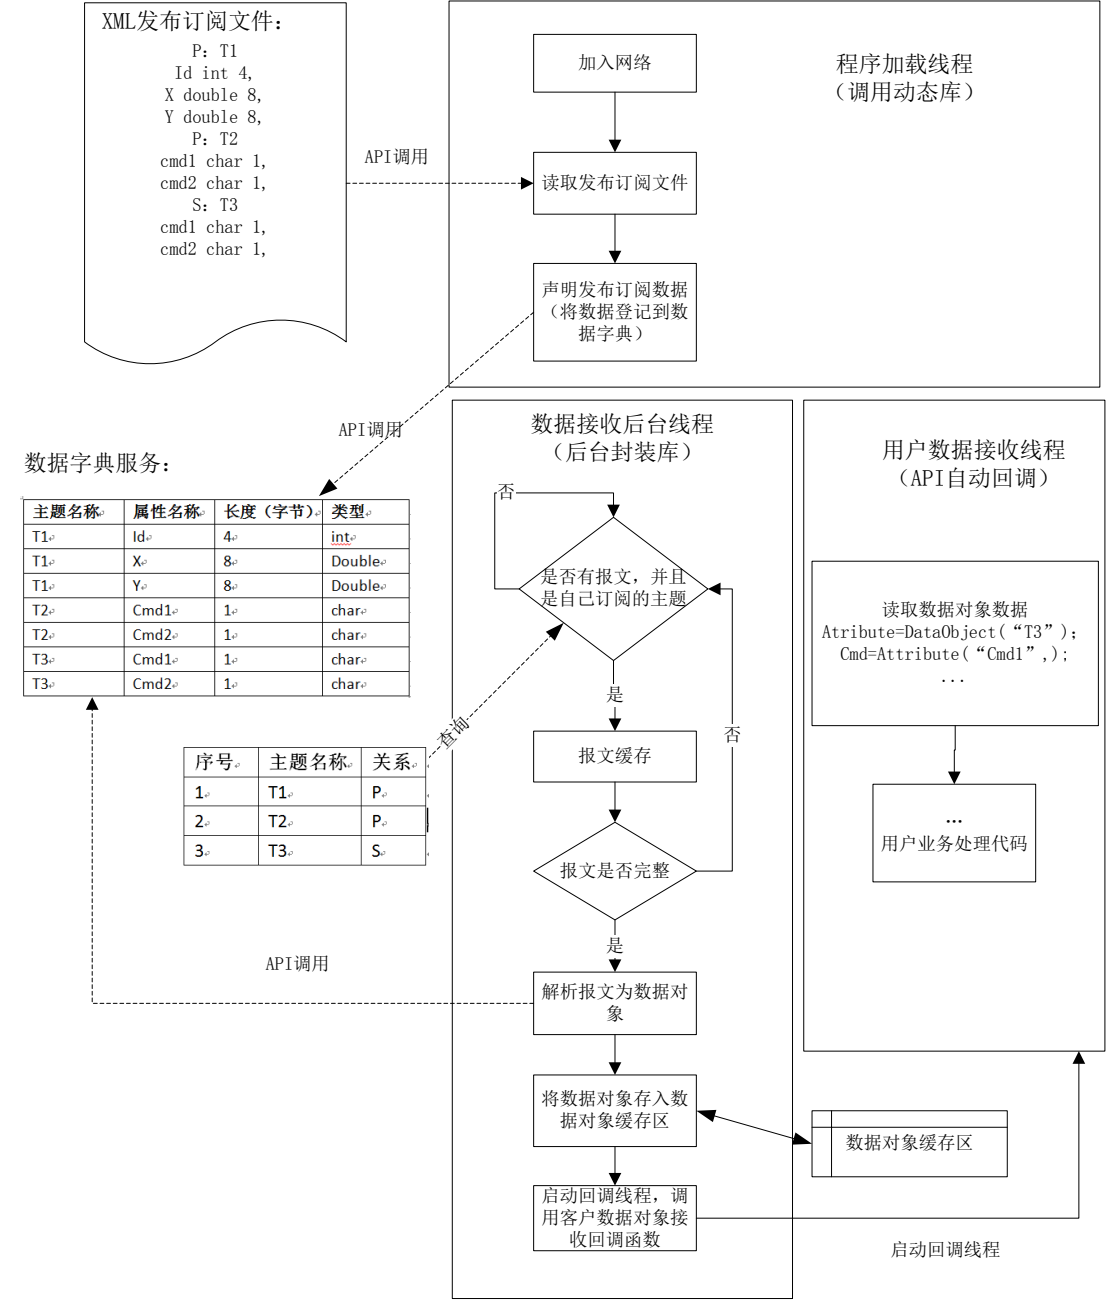 XML发布订阅文件：
P：T1
Id int 4,
X double 8,
Y double 8,
P：T2
cmd1 char 1,
cmd2 char 1,
S：T3
cmd1 char 1,
cmd2 char 1,
API调用
加入网络
读取发布订阅文件
声明发布订阅数据
（将数据登记到数
据字典）
程序加载线程
（调用动态库）
API调用
数据字典服务：
主题名称 属性名称 长度（字节） 类型
T1 Id 4 int
T1 X 8 Double
T1 Y 8 Double
T2 Cmd1 1 char
T2 Cmd2 1 char
T3 Cmd1 1 char
T3 Cmd2 1 char
序号 主题名称 关系
1 T1 P
2 T2 P
3 T3 S
查询
API调用
数据接收后台线程
（后台封装库）
否
是否有报文，并且
是自己订阅的主题
是
否
报文缓存
报文是否完整
是
解析报文为数据对
象
将数据对象存入数
据对象缓存区
启动回调线程，调
用客户数据对象接
收回调函数
用户数据接收线程
（API自动回调）
读取数据对象数据
Atribute=DataObject(“T3”);
Cmd=Attribute(“Cmd1”,);
...
...
用户业务处理代码
数据对象缓存区
启动回调线程